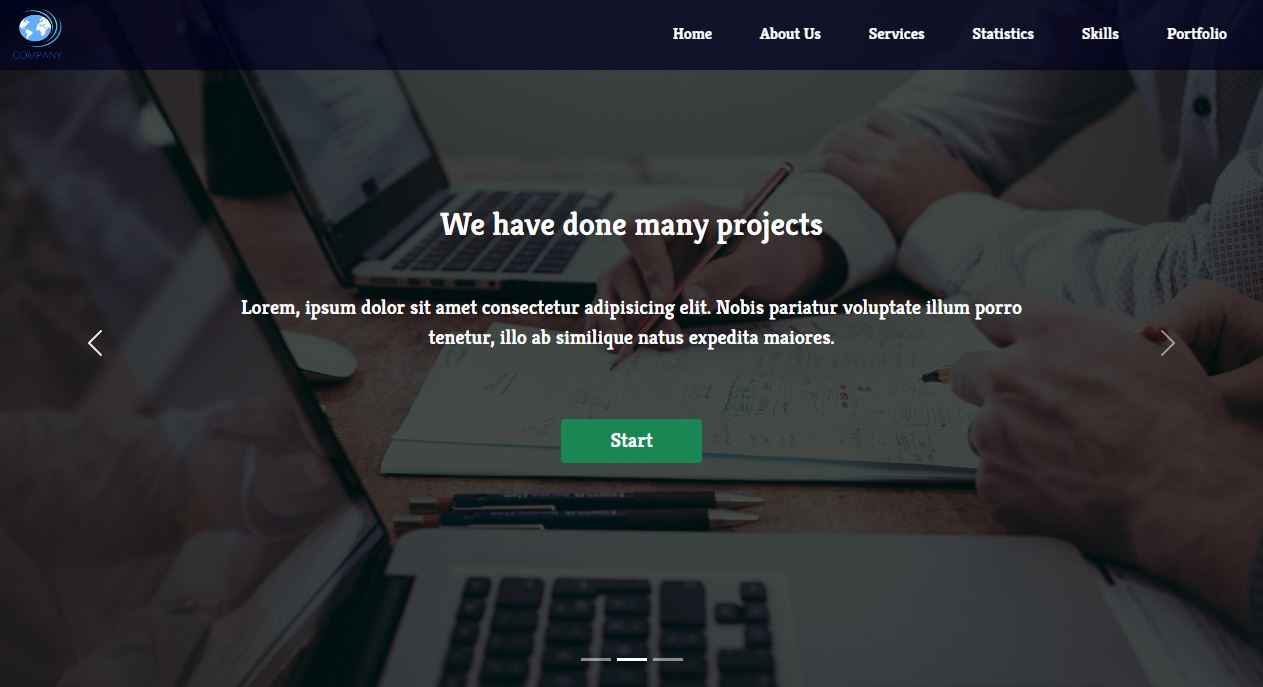 COMPANY
Home About Us Services Statistics Skills Portfolio
We have done many projects
Lorem, ipsum dolor sit amet consectetur adipisicing elit. Nobis pariatur voluptate illum porro
tenetur, illo ab similique natus expedita maiores.
Start